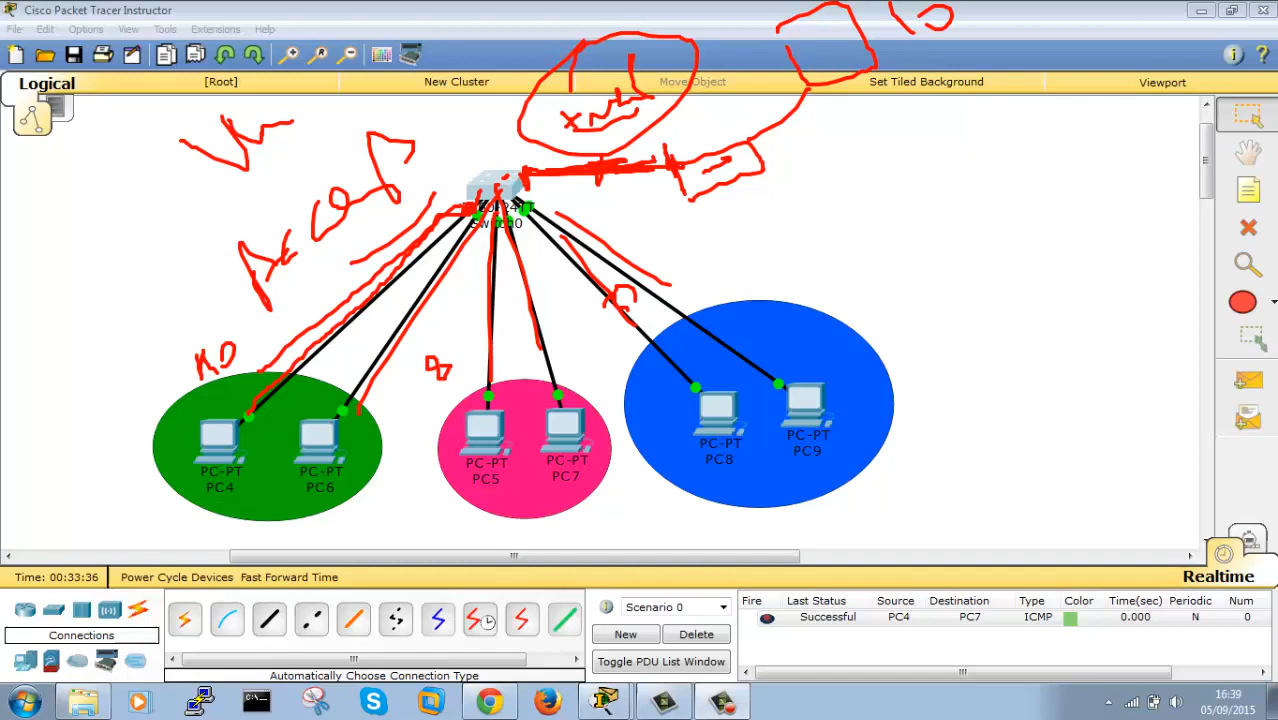 Cisco Packet Tracer Instructor
File Edit Options View Tools Extensions Help
Logical [Root] New Cluster Move Object Set Tiled Background Viewport
Switch0
PC-PT PC-PT PC-PT PC-PT PC-PT PC-PT
PC4 PC6 PC5 PC7 PC8 PC9
Time: 00:33:36 Power Cycle Devices Fast Forward Time Realtime
Connections
Automatically Choose Connection Type
Scenario 0
New Delete
Toggle PDU List Window
Fire Last Status Source Destination Type Color Time(sec) Periodic Num
Successful PC4 PC7 ICMP 0.000 N 0
16:39
05/09/2015